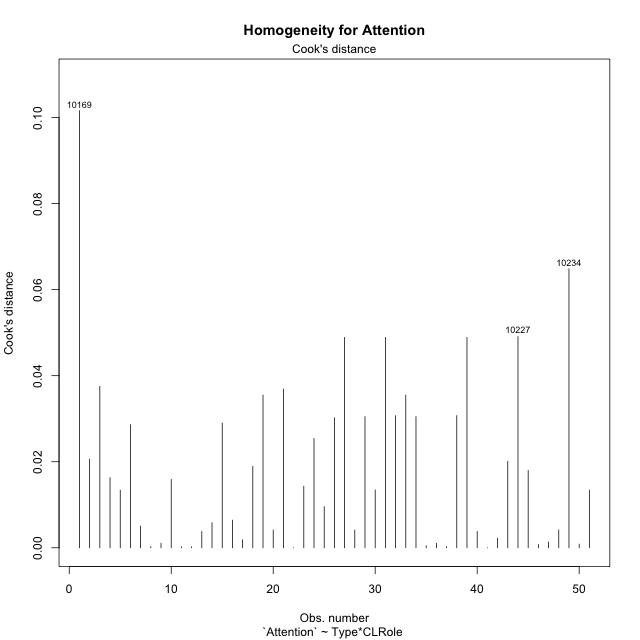 Homogeneity for Attention
Cook's distance
10169
10234
10227
Cook's distance
0.10
0.08
0.06
0.04
0.02
0.00
0 10 20 30 40 50
Obs. number
`Attention` ~ Type*CLRole